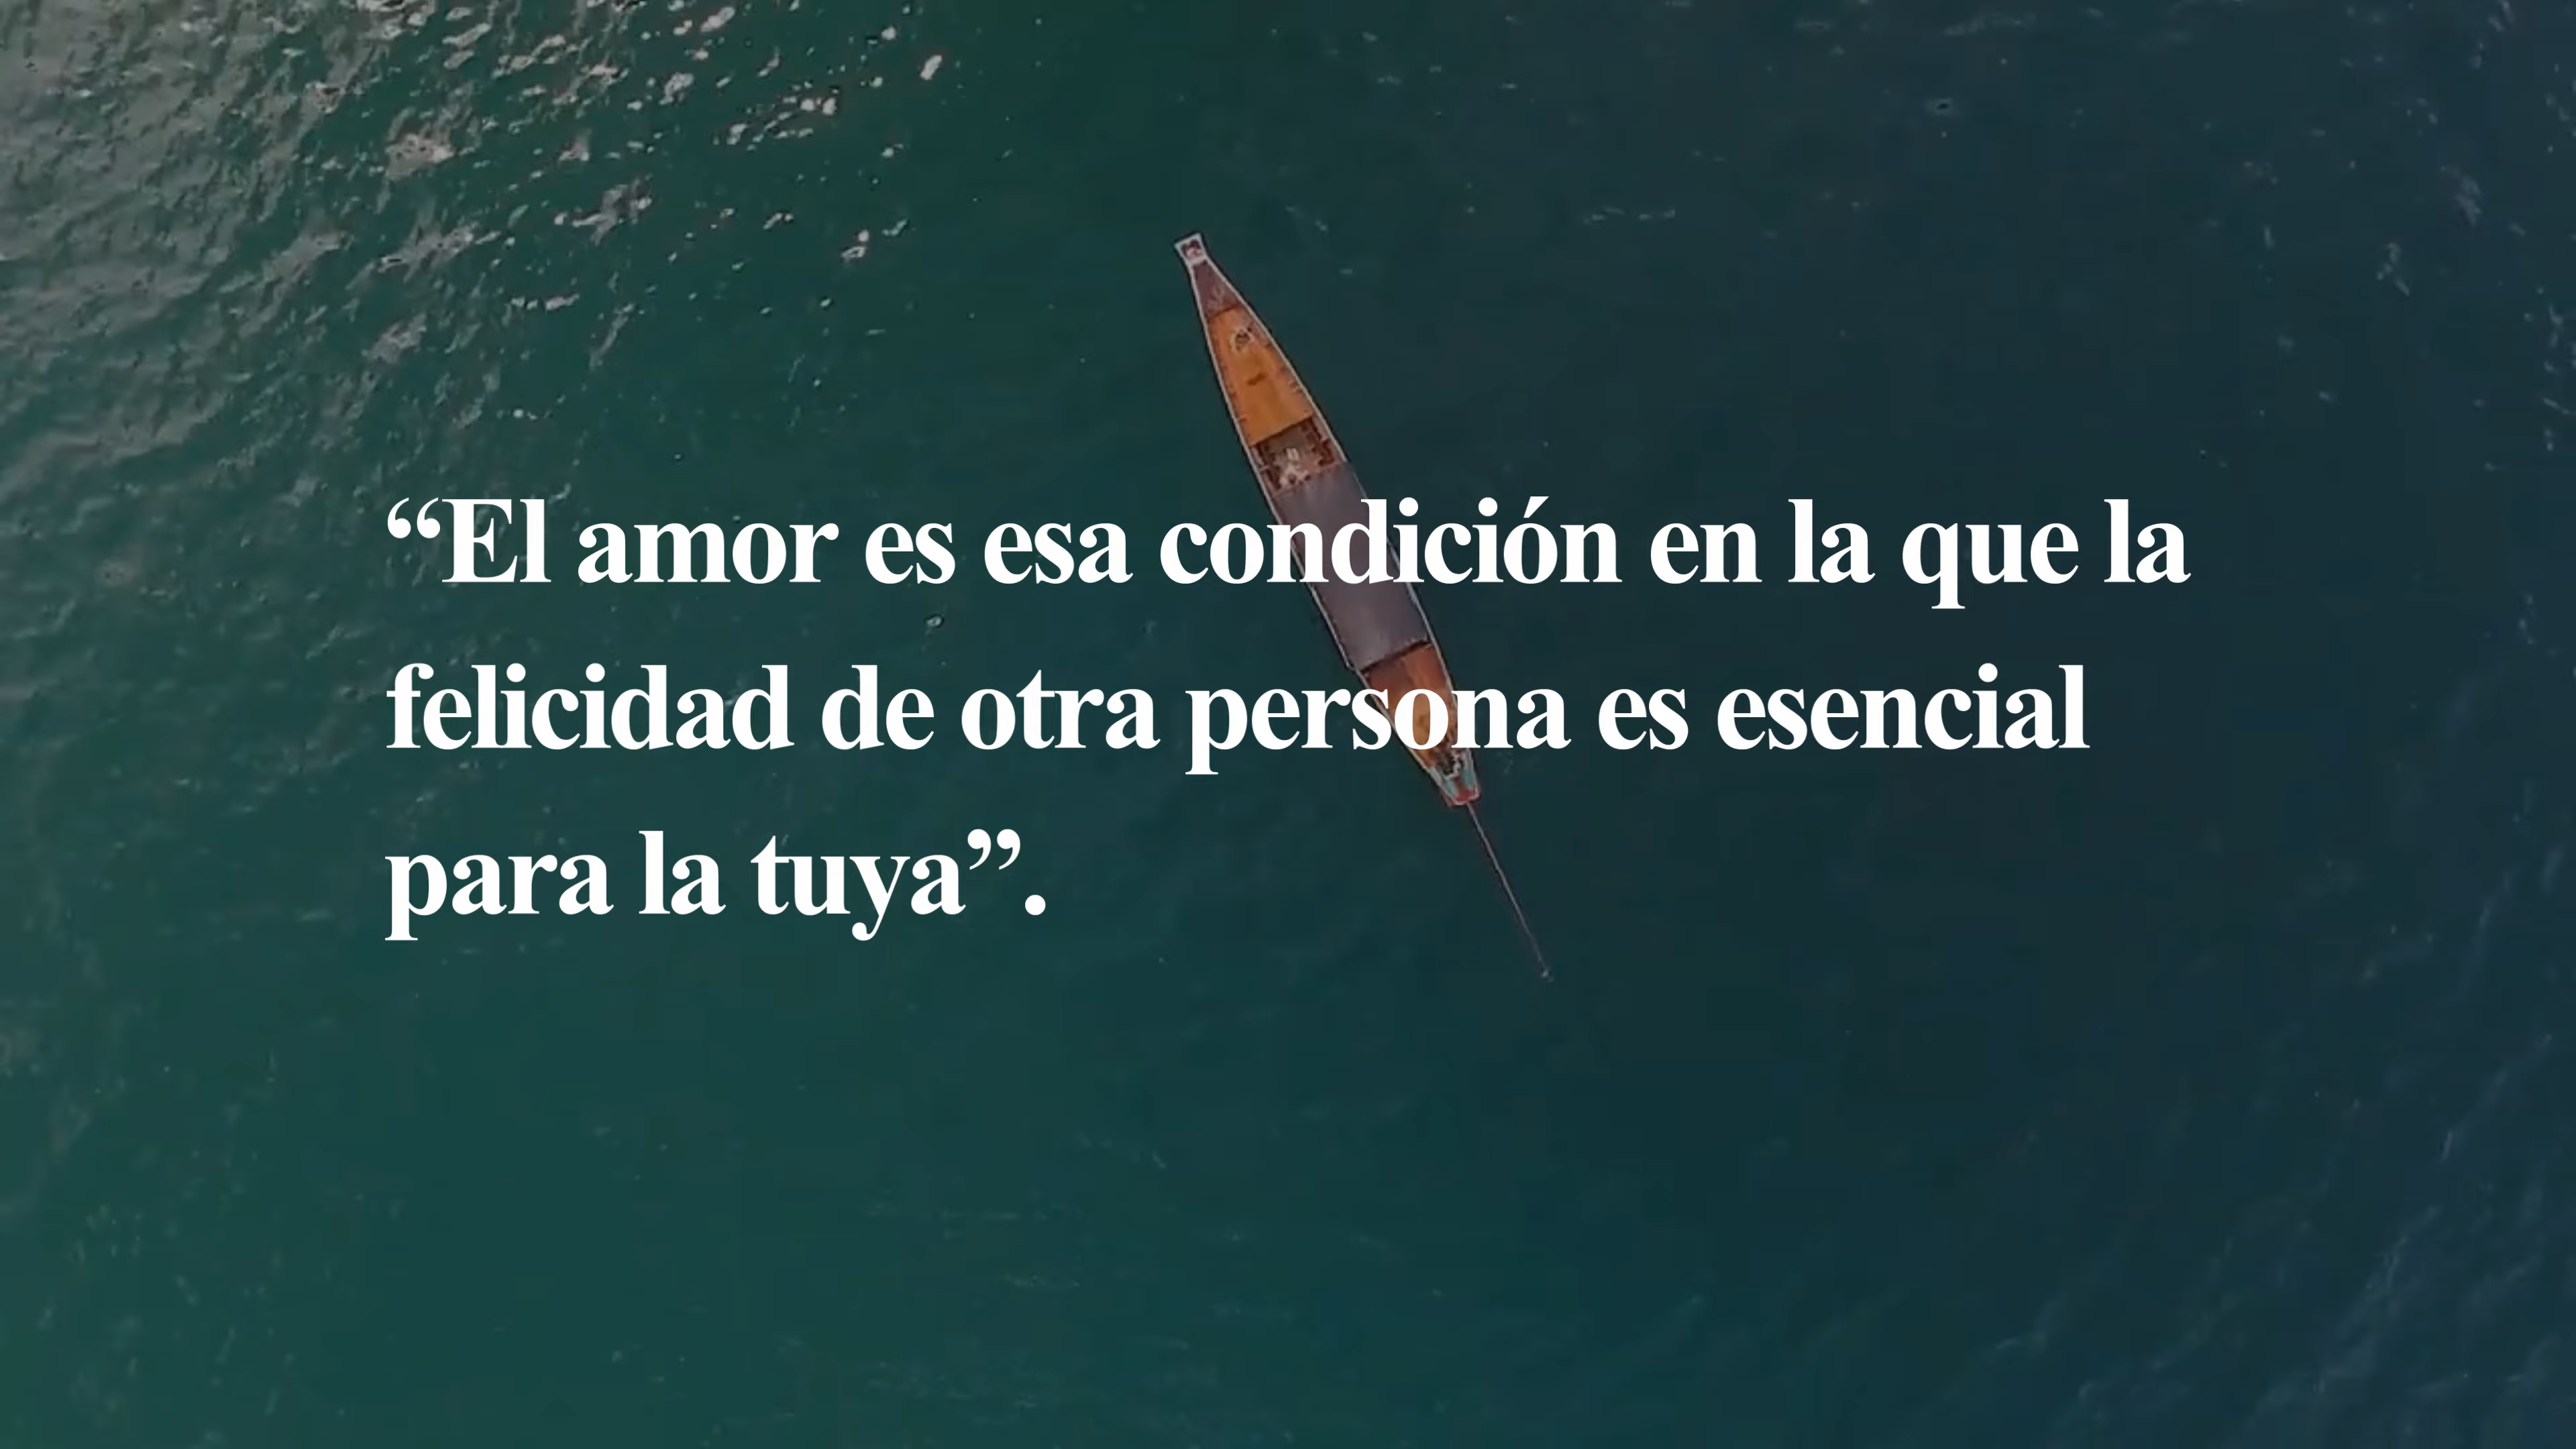 “El amor es esa condición en la que la
felicidad de otra persona es esencial
para la tuya”.